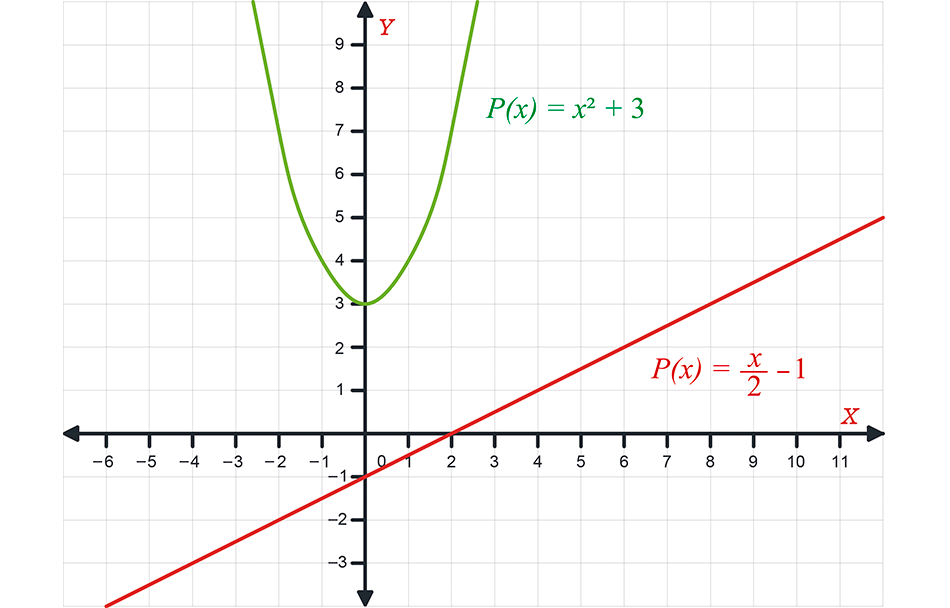 Y
9
8
P(x) = x² + 3
7
6
5
4
3
2
P(x) = x/2 – 1
1
X
–6 –5 –4 –3 –2 –1 0 1 2 3 4 5 6 7 8 9 10 11
–1
–2
–3